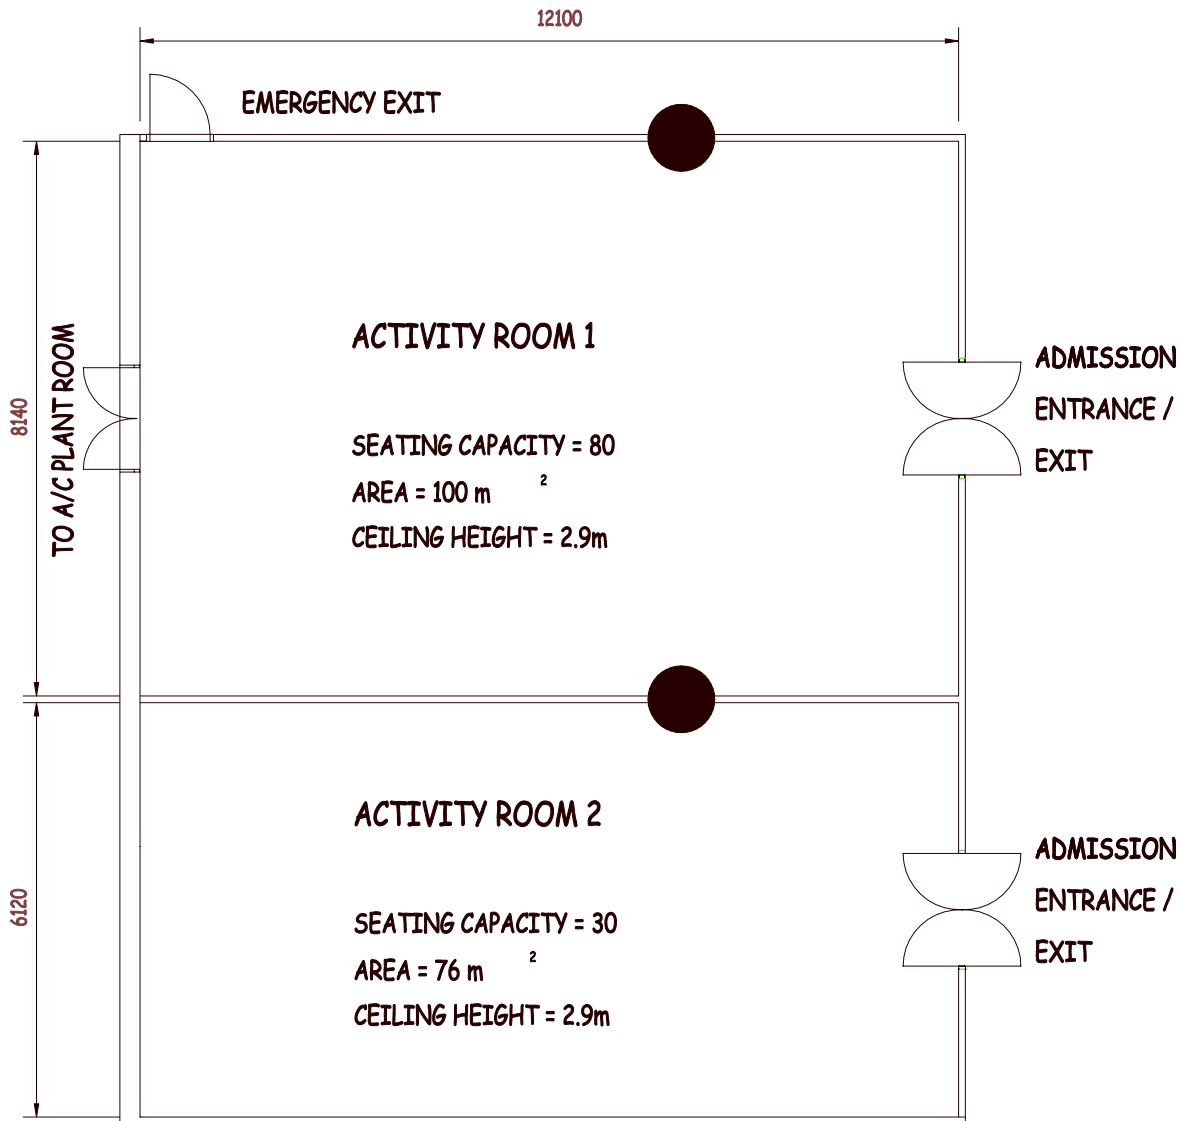 12100
EMERGENCY EXIT
8140
TO A/C PLANT ROOM
ACTIVITY ROOM 1
SEATING CAPACITY = 80
AREA = 100 m ²
CEILING HEIGHT = 2.9m
ADMISSION
ENTRANCE /
EXIT
6120
ACTIVITY ROOM 2
SEATING CAPACITY = 30
AREA = 76 m ²
CEILING HEIGHT = 2.9m
ADMISSION
ENTRANCE /
EXIT